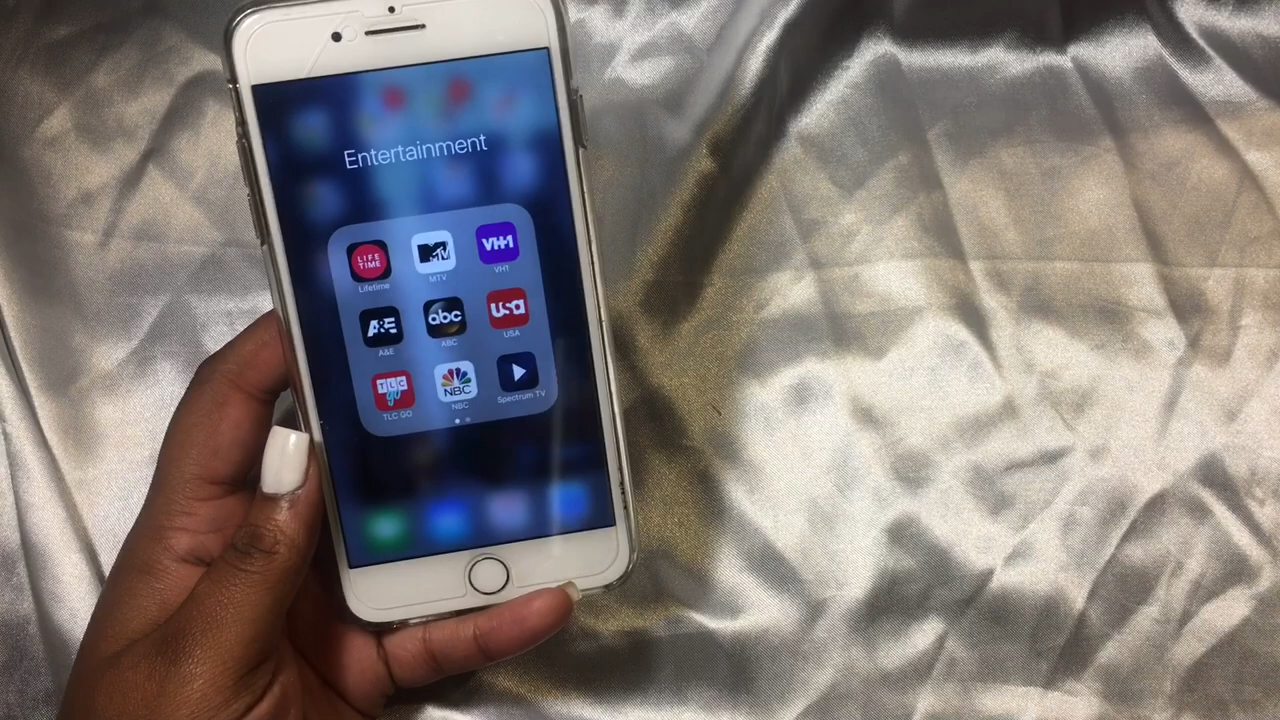 Entertainment
LIFE
TIME
Lifetime
MTV
MTV
VH1
VH1
A&E
A&E
abc
ABC
USA
USA
TLC
go
TLC GO
NBC
NBC
Spectrum TV